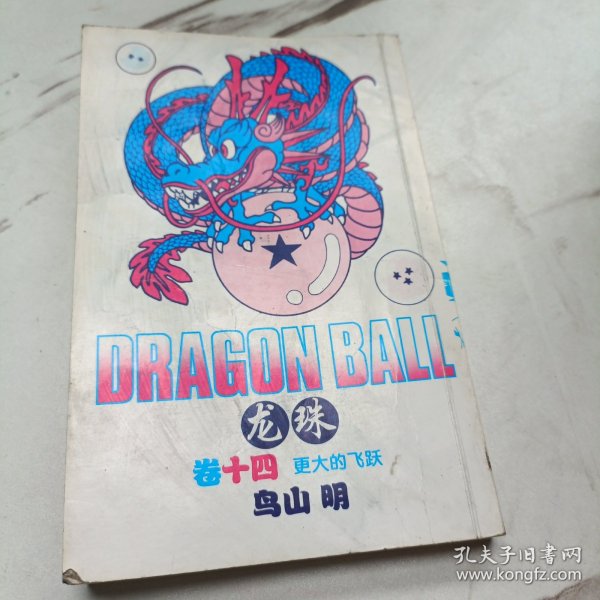 DRAGON BALL
龙珠
卷十四 更大的飞跃
鸟山 明
孔夫子旧書网
www.kongfz.com